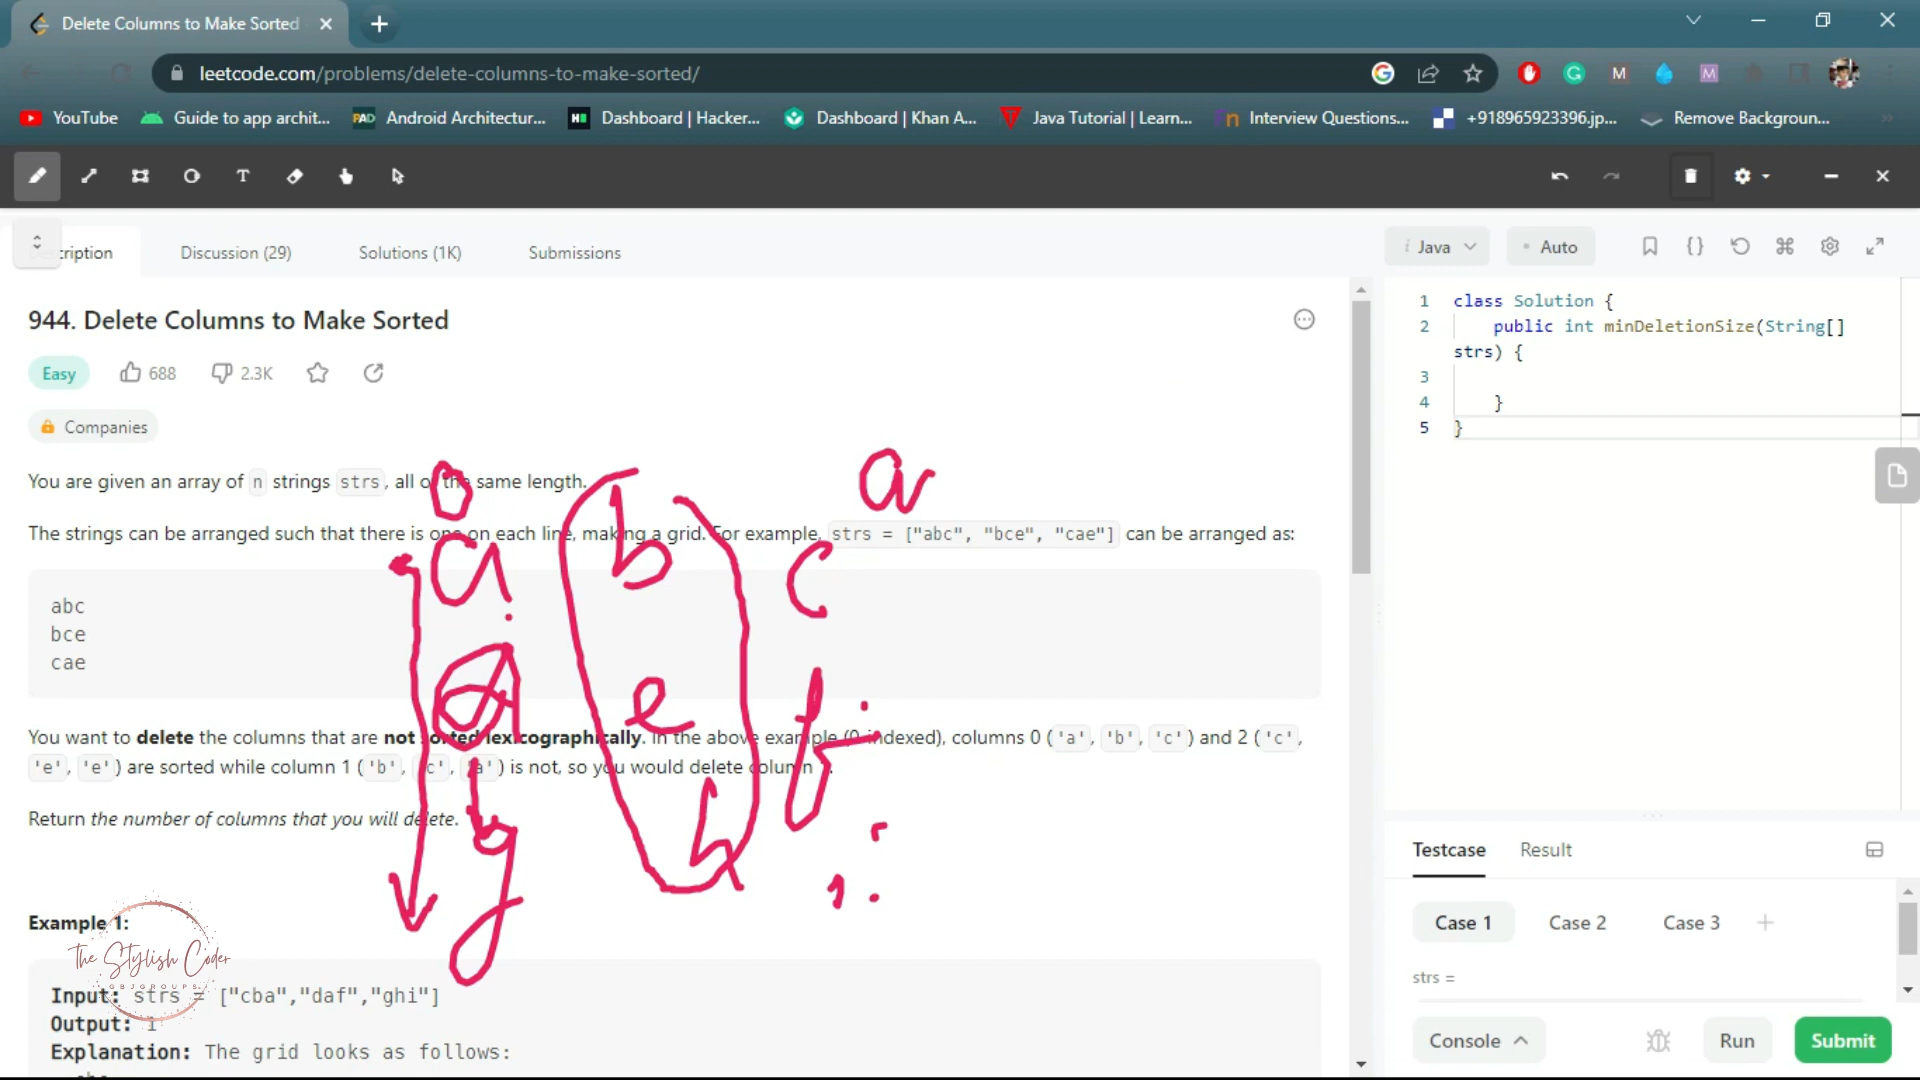 Delete Columns to Make Sorted
leetcode.com/problems/delete-columns-to-make-sorted/
YouTube
Guide to app archit...
Android Architectur...
Dashboard | Hacker...
Dashboard | Khan A...
Java Tutorial | Learn...
Interview Questions...
+918965923396.jp...
Remove Backgroun...
cription
Discussion (29)
Solutions (1K)
Submissions
944. Delete Columns to Make Sorted
Easy
688
2.3K
Companies
You are given an array of n strings strs, all of the same length.
The strings can be arranged such that there is one on each line, making a grid. For example, strs = ["abc", "bce", "cae"] can be arranged as:
abc
bce
cae
You want to delete the columns that are not sorted lexicographically. In the above example (0-indexed), columns 0 ('a', 'b', 'c') and 2 ('c',
'e', 'e') are sorted while column 1 ('b', 'c', 'a') is not, so you would delete column
Return the number of columns that you will delete.
Example 1:
Input: strs = ["cba","daf","ghi"]
Output: 1
Explanation: The grid looks as follows:
a
a b c
e f
g h i
The Stylish Coder
GBJGROUPS.
Java
Auto
1 class Solution {
2 public int minDeletionSize(String[]
strs) {
3
4 }
5 }
Testcase
Result
Case 1
Case 2
Case 3
strs =
Console
Run
Submit